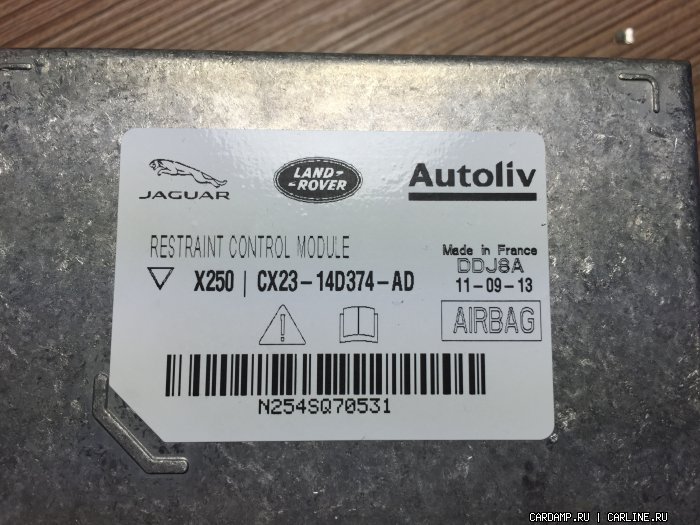 JAGUAR
LAND-
-ROVER
Autoliv
RESTRAINT CONTROL MODULE
X250 | CX23-14D374-AD
Made in France
DDJ8A
11-09-13
AIRBAG
N254SQ70531
CARDAMP.RU | CARLINE.RU